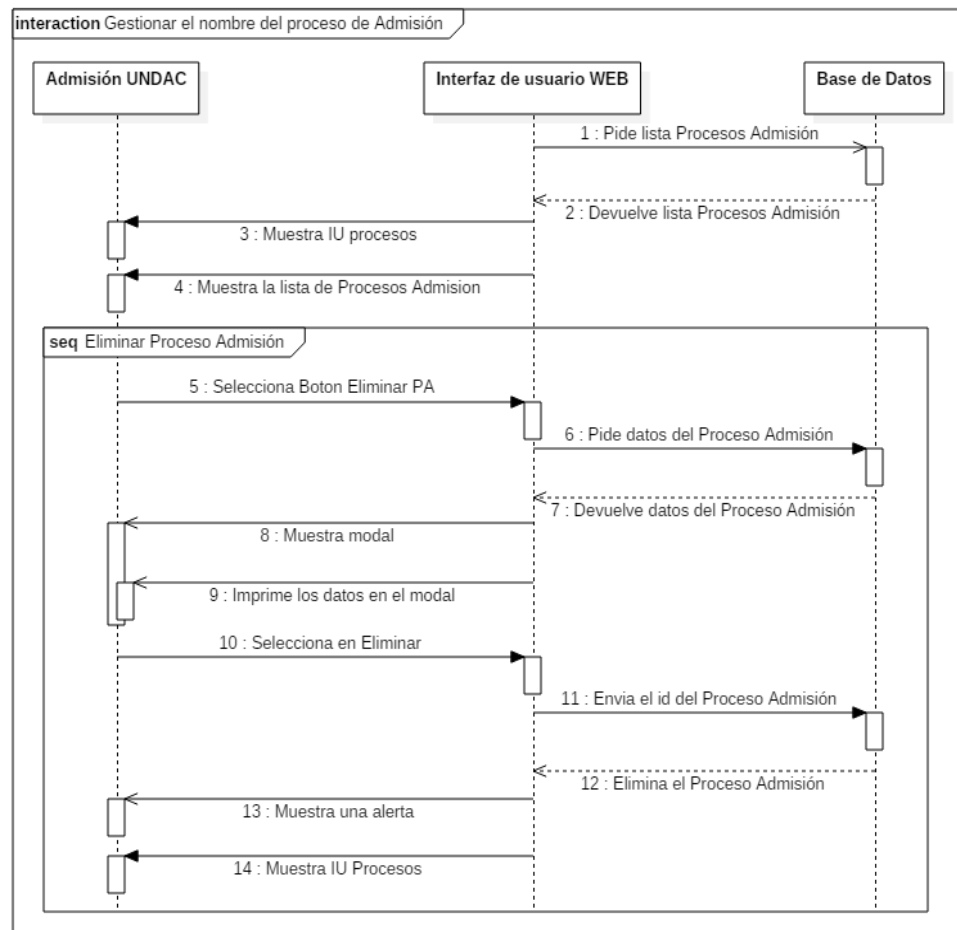 interaction Gestionar el nombre del proceso de Admisión
Admisión UNDAC
Interfaz de usuario WEB
Base de Datos
1 : Pide lista Procesos Admisión
2 : Devuelve lista Procesos Admisión
3 : Muestra IU procesos
4 : Muestra la lista de Procesos Admision
seq Eliminar Proceso Admisión
5 : Selecciona Boton Eliminar PA
6 : Pide datos del Proceso Admisión
7 : Devuelve datos del Proceso Admisión
8 : Muestra modal
9 : Imprime los datos en el modal
10 : Selecciona en Eliminar
11 : Envia el id del Proceso Admisión
12 : Elimina el Proceso Admisión
13 : Muestra una alerta
14 : Muestra IU Procesos